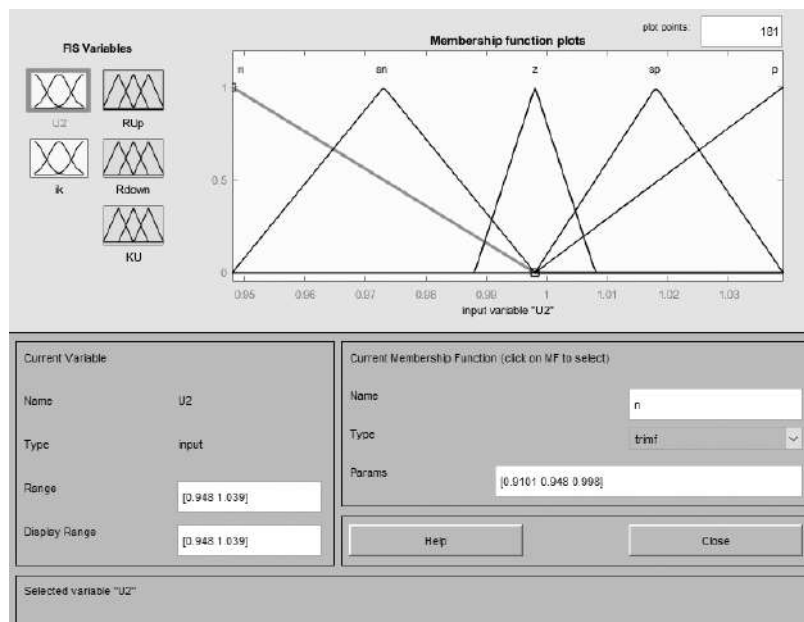 plot points:
181
FIS Variables
Membership function plots
n
sn
z
sp
p
U2
RUp
ik
Rdown
KU
1
0.5
0
0.95
0.96
0.97
0.98
0.99
1
1.01
1.02
1.03
input variable "U2"
Current Variable
Name U2
Type input
Range [0.948 1.039]
Display Range [0.948 1.039]
Current Membership Function (click on MF to select)
Name n
Type trimf
Params [0.9101 0.948 0.998]
Help
Close
Selected variable "U2"